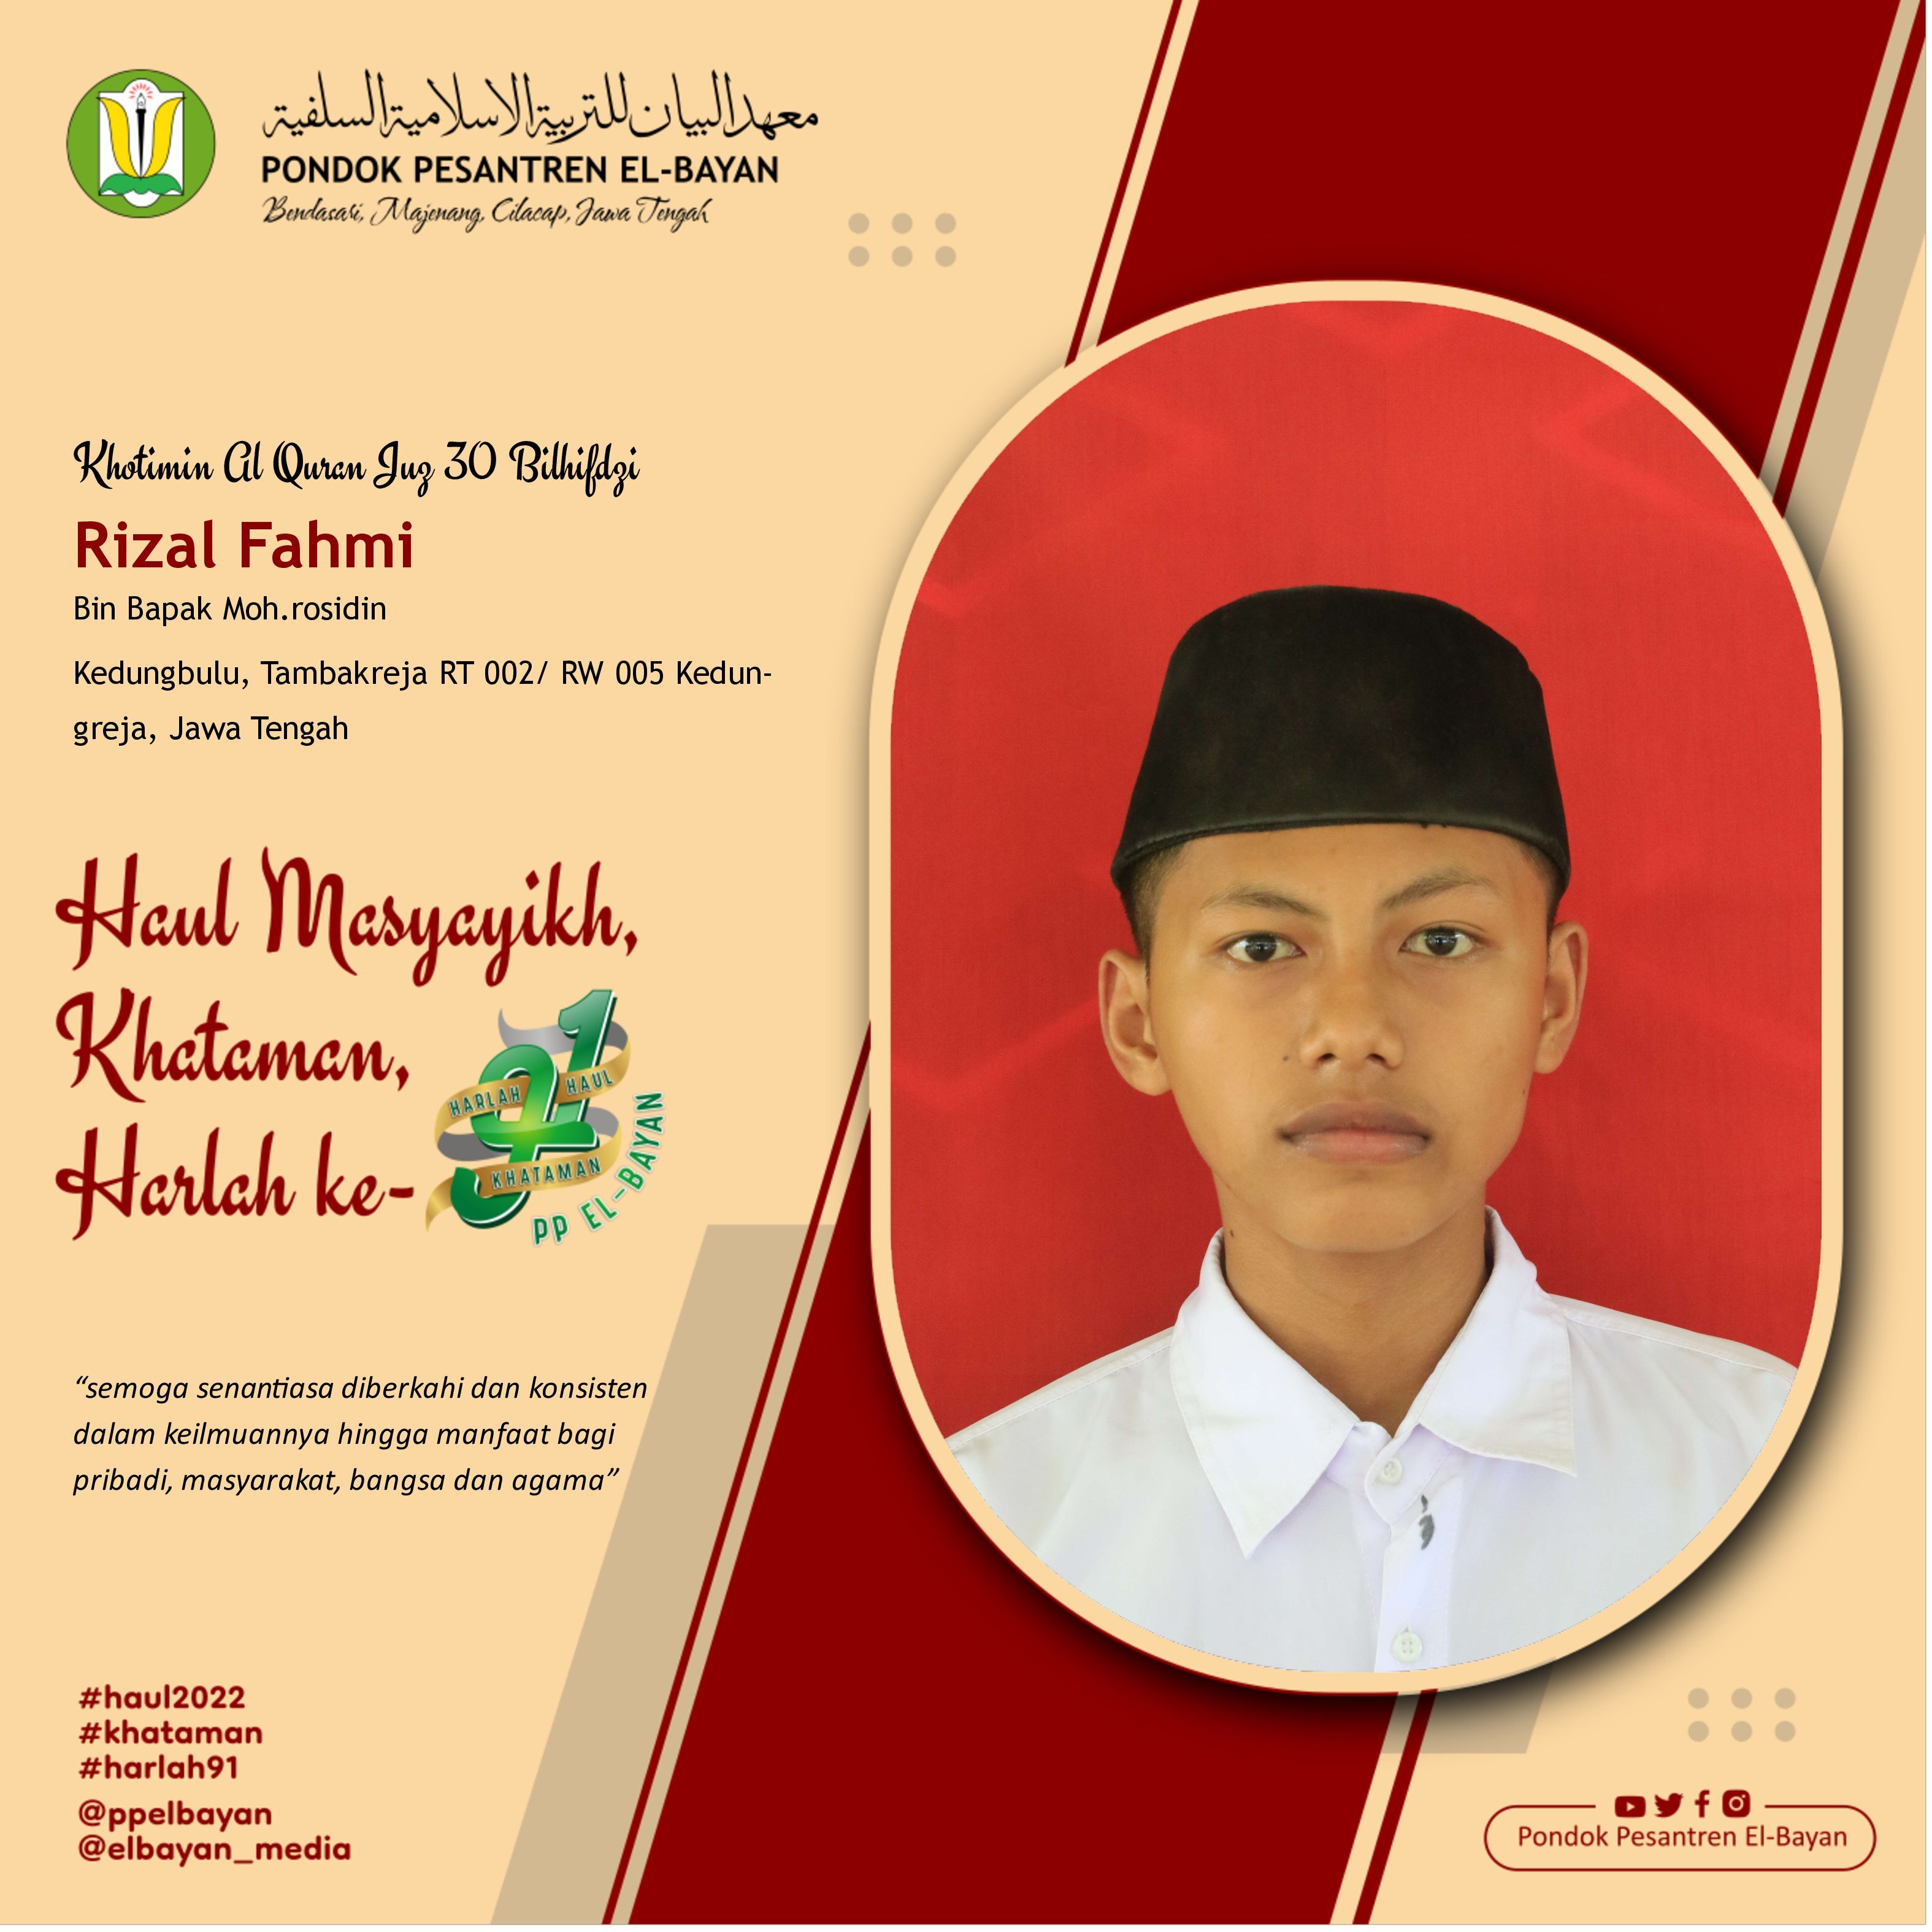 معهد البيان للتربية الاسلامية السلفية
PONDOK PESANTREN EL-BAYAN
Bendasari, Majenang, Cilacap, Jawa Tengah
Khotimin Al Quran Juz 30 Bilhifdzi
Rizal Fahmi
Bin Bapak Moh.rosidin
Kedungbulu, Tambakreja RT 002/ RW 005 Kedun-
greja, Jawa Tengah
Haul Masyayikh,
Khataman,
Harlah ke-
91
HARLAH HAUL
KHATAMAN
PP EL-BAYAN
“semoga senantiasa diberkahi dan konsisten
dalam keilmuannya hingga manfaat bagi
pribadi, masyarakat, bangsa dan agama”
#haul2022
#khataman
#harlah91
@ppelbayan
@elbayan_media
Pondok Pesantren El-Bayan